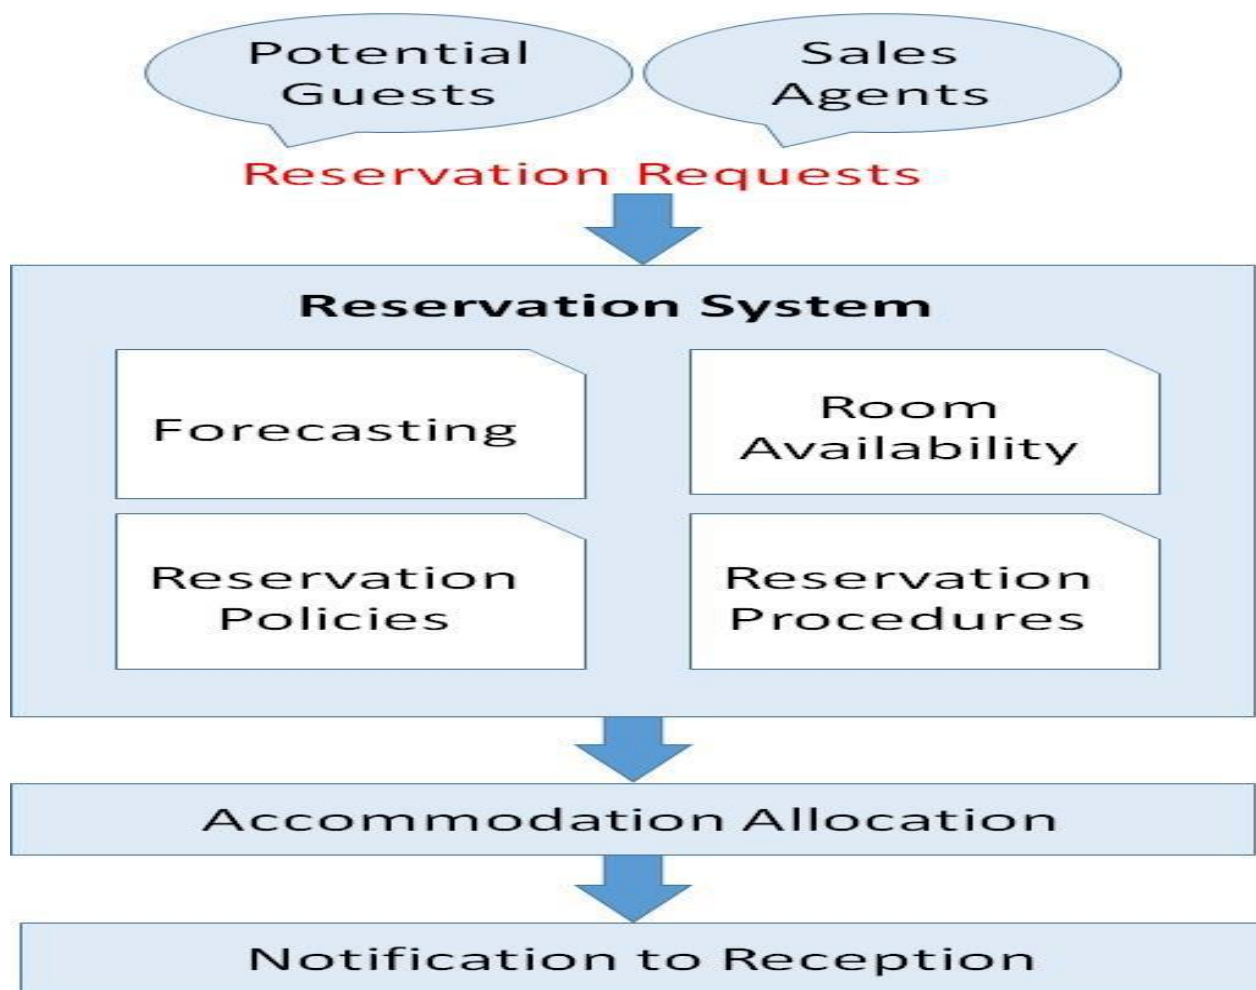 Potential
Guests
Sales
Agents
Reservation Requests
Reservation System
Forecasting
Room
Availability
Reservation
Policies
Reservation
Procedures
Accommodation Allocation
Notification to Reception